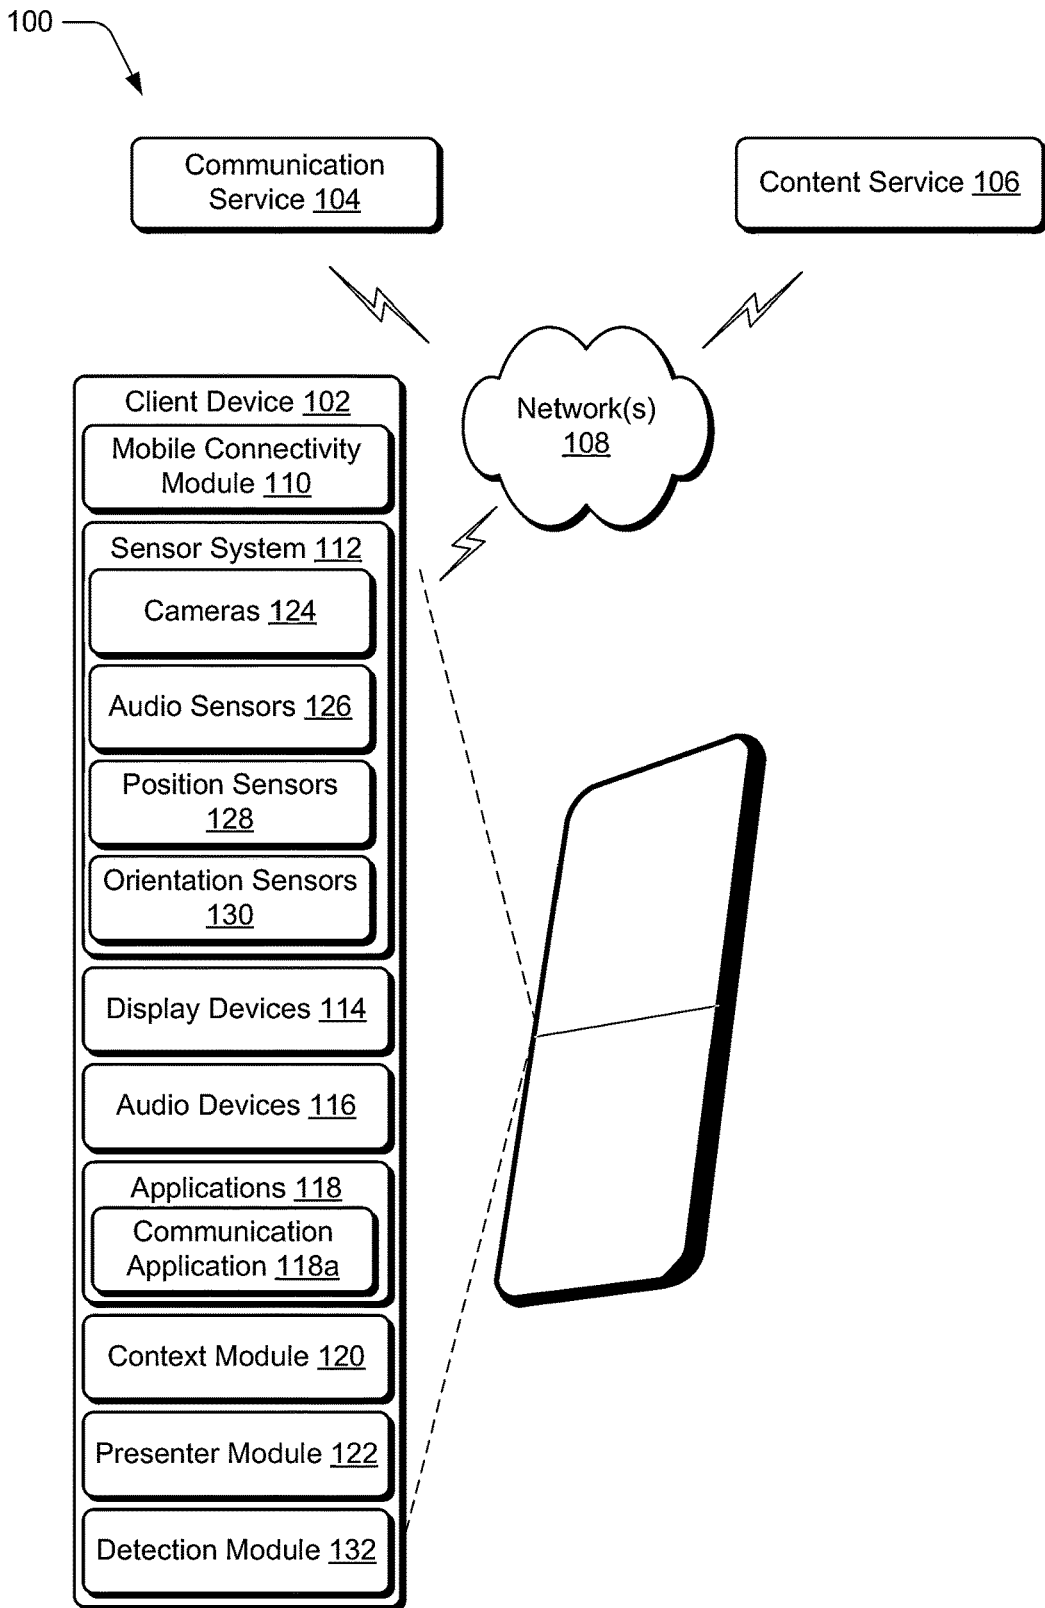 100
Communication
Service 104
Content Service 106
Network(s)
108
Client Device 102
Mobile Connectivity
Module 110
Sensor System 112
Cameras 124
Audio Sensors 126
Position Sensors
128
Orientation Sensors
130
Display Devices 114
Audio Devices 116
Applications 118
Communication
Application 118a
Context Module 120
Presenter Module 122
Detection Module 132